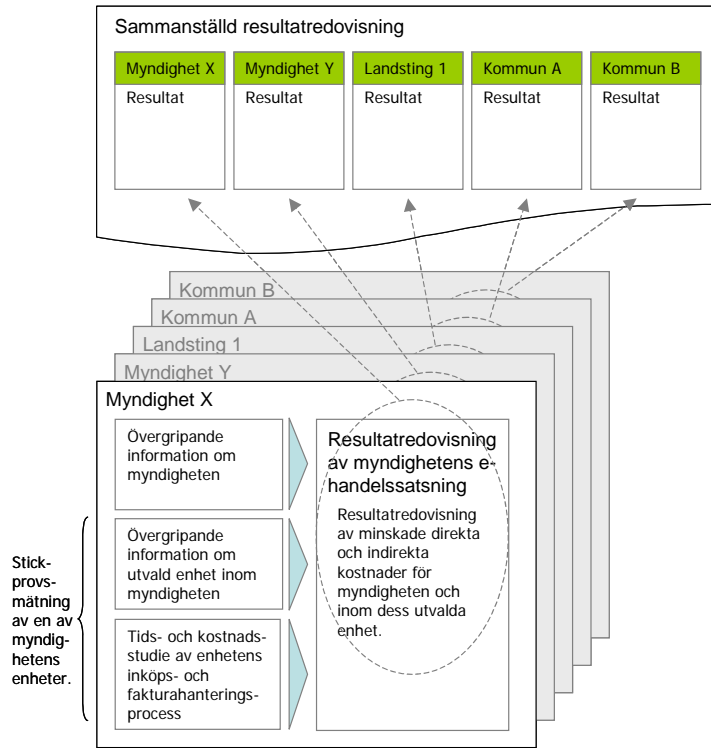 Sammanställd resultatredovisning
Myndighet X
Myndighet Y
Landsting 1
Kommun A
Kommun B
Resultat
Resultat
Resultat
Resultat
Resultat
Kommun B
Kommun A
Landsting 1
Myndighet Y
Myndighet X
Övergripande
information om
myndigheten
Övergripande
information om
utvald enhet inom
myndigheten
Tids- och kostnads-
studie av enhetens
inköps- och
fakturahanterings-
process
Stick-
provs-
mätning
av en av
myndig-
hetens
enheter.
Resultatredovisning
av myndighetens e-
handelssatsning
Resultatredovisning
av minskade direkta
och indirekta
kostnader för
myndigheten och
inom dess utvalda
enhet.